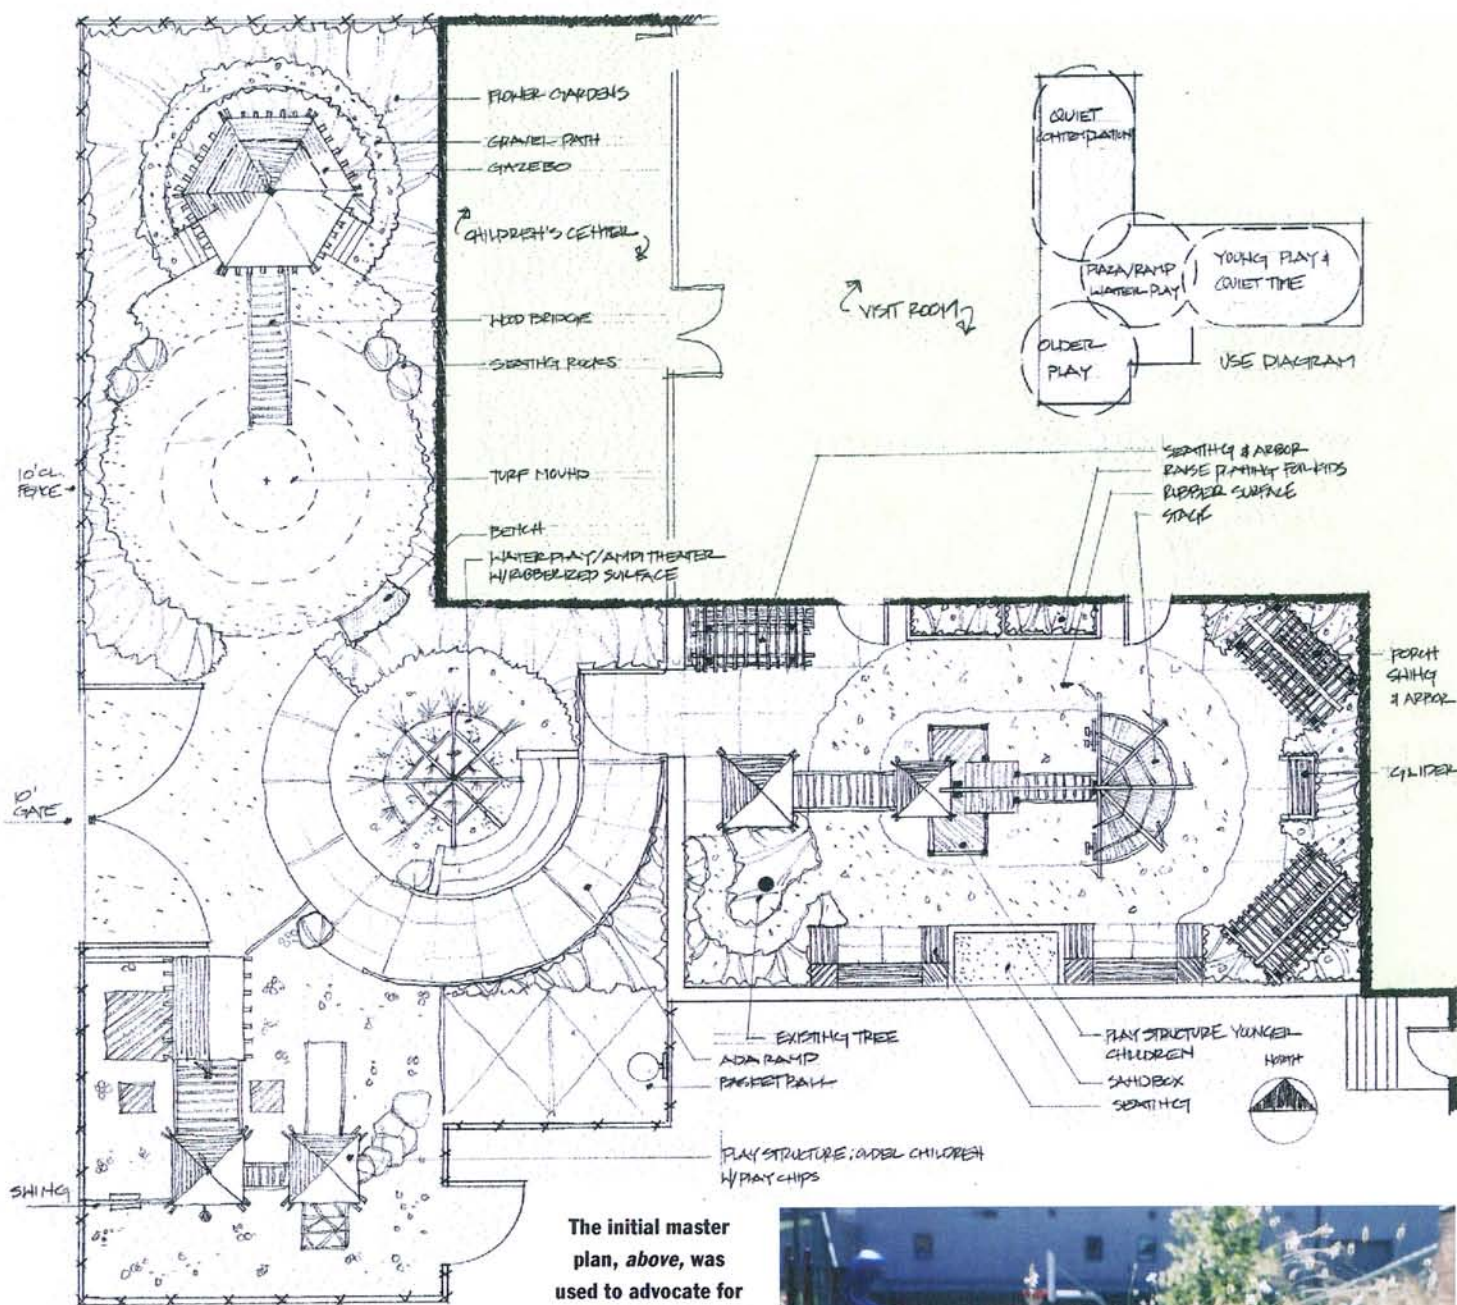 FLOWER GARDENS
GRAVEL PATH
GAZEBO
CHILDREN'S CENTER
WOOD BRIDGE
SEATING ROCKS
TURF MOUND
BENCH
WATERPLAY/AMPITHEATER
W/RUBBERIZED SURFACE
10' CL.
FENCE
10'
GATE
SWING
VISIT ROOM
QUIET
CONTEMPLATION
PLAZA/RAMP
WATER PLAY
YOUNG PLAY &
QUIET TIME
OLDER
PLAY
USE DIAGRAM
SEATING & ARBOR
RAISE PLANTING FOR KIDS
RUBBER SURFACE
STAGE
PORCH
SWING
& ARBOR
GLIDER
EXISTING TREE
ADA RAMP
BASKETBALL
PLAY STRUCTURE YOUNGER
CHILDREN
SANDBOX
SEATING
NORTH
PLAY STRUCTURE; OLDER CHILDREN
W/PLAY CHIPS
The initial master
plan, above, was
used to advocate for